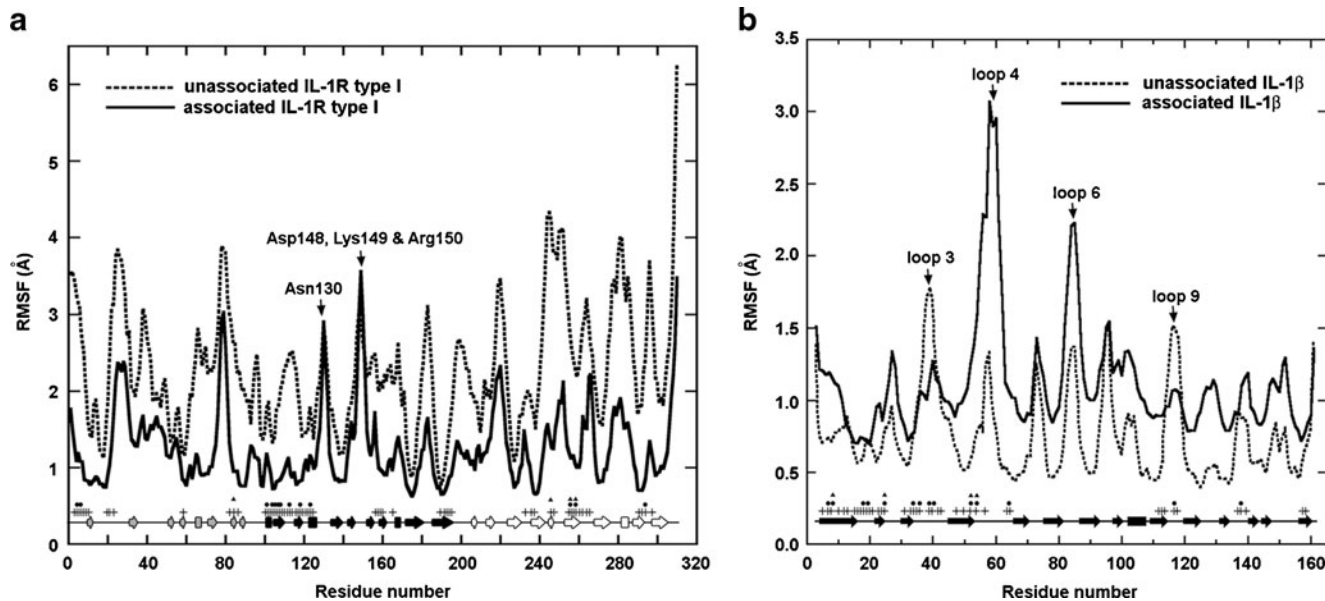 a
unassociated IL-1R type I
associated IL-1R type I
Asp148, Lys149 & Arg150
Asn130
RMSF (Å)
6
5
4
3
2
1
0
0 40 80 120 160 200 240 280 320
Residue number
b
unassociated IL-1β
associated IL-1β
loop 4
loop 6
loop 3
loop 9
RMSF (Å)
3.5
3.0
2.5
2.0
1.5
1.0
0.5
0.0
0 20 40 60 80 100 120 140 160
Residue number